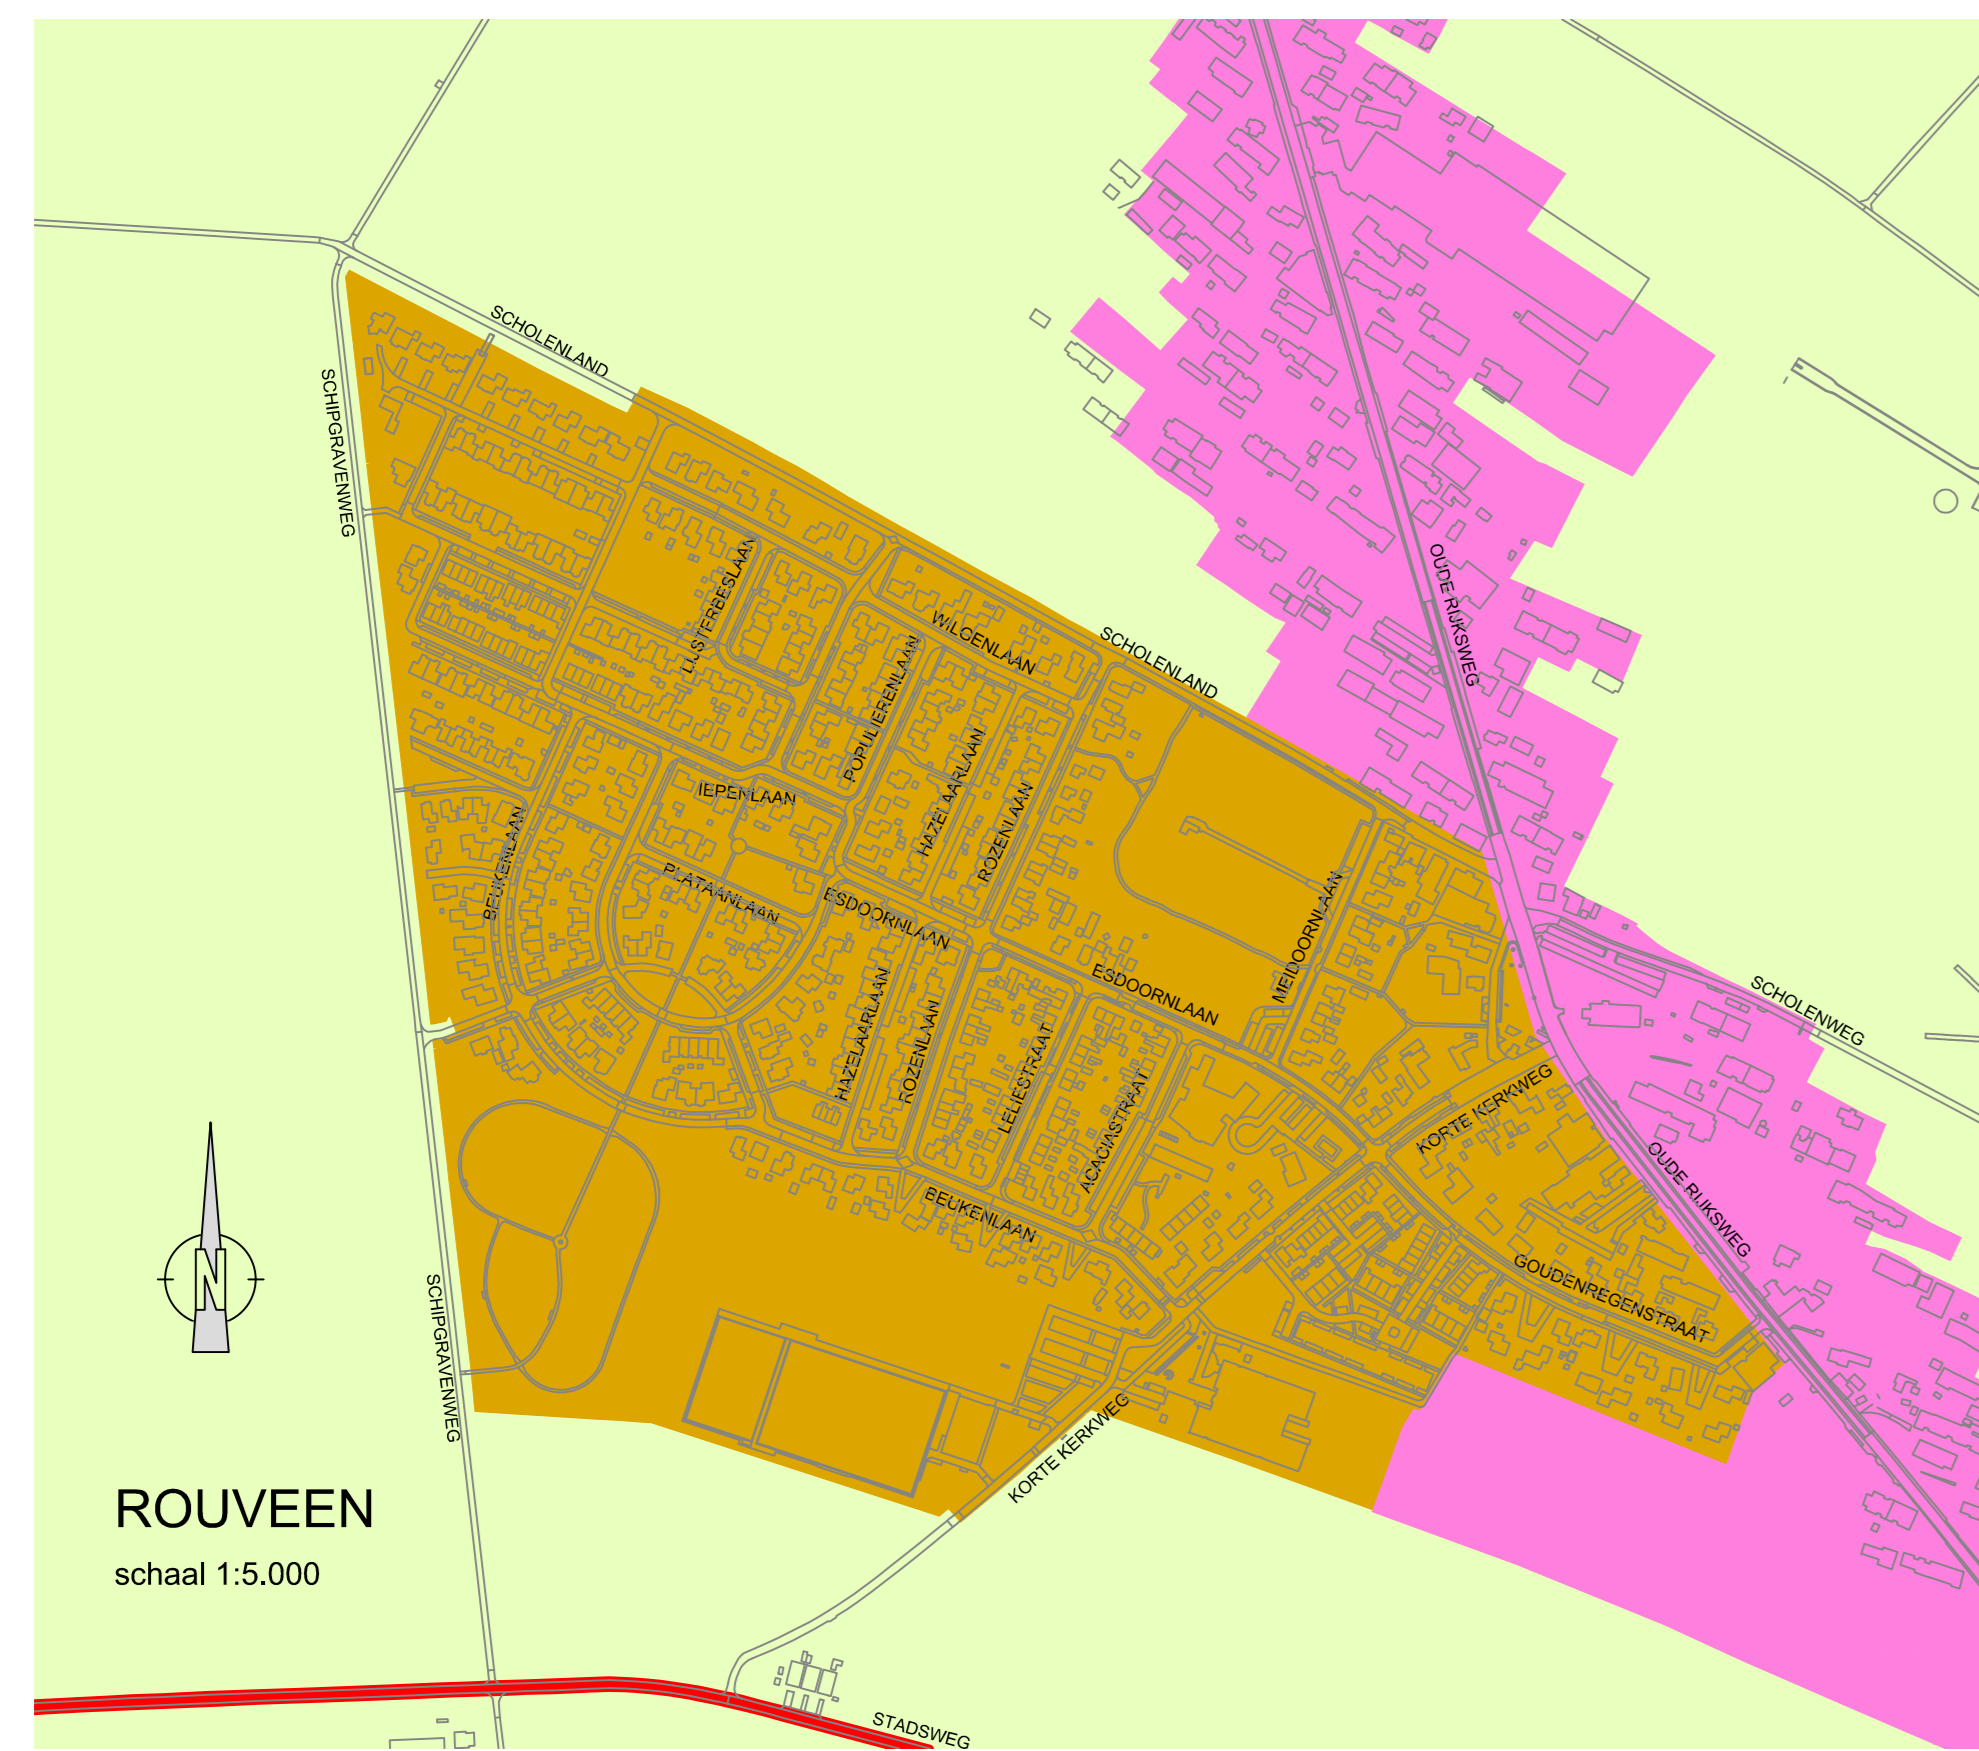 SCHOLENLAND
SCHIPGRAVENWEG
OUDE RIJKSWEG
LIJSTERBESLAAN
WILGENLAAN
SCHOLENLAND
POPULIERENLAAN
HAZELAARLAAN
IEPENLAAN
ROZENLAAN
BEUKENLAAN
PLATAANLAAN
ESDOORNLAAN
MEIDOORNLAAN
ESDOORNLAAN
HAZELAARLAAN
ROZENLAAN
LELIESTRAAT
ACACIASTRAAT
SCHOLENWEG
KORTE KERKWEG
OUDE RIJKSWEG
BEUKENLAAN
GOUDENREGENSTRAAT
N
SCHIPGRAVENWEG
KORTE KERKWEG
ROUVEEN
schaal 1:5.000
STADSWEG